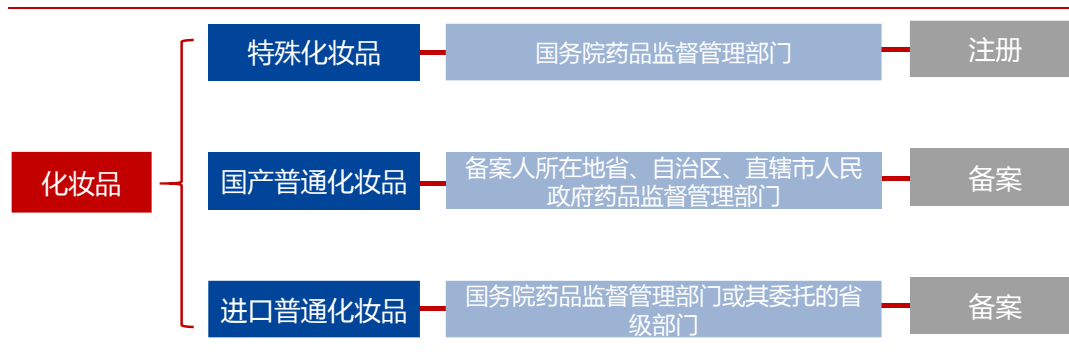 特殊化妆品
国务院药品监督管理部门
注册
化妆品
国产普通化妆品
备案人所在地省、自治区、直辖市人民
政府药品监督管理部门
备案
进口普通化妆品
国务院药品监督管理部门或其委托的省
级部门
备案